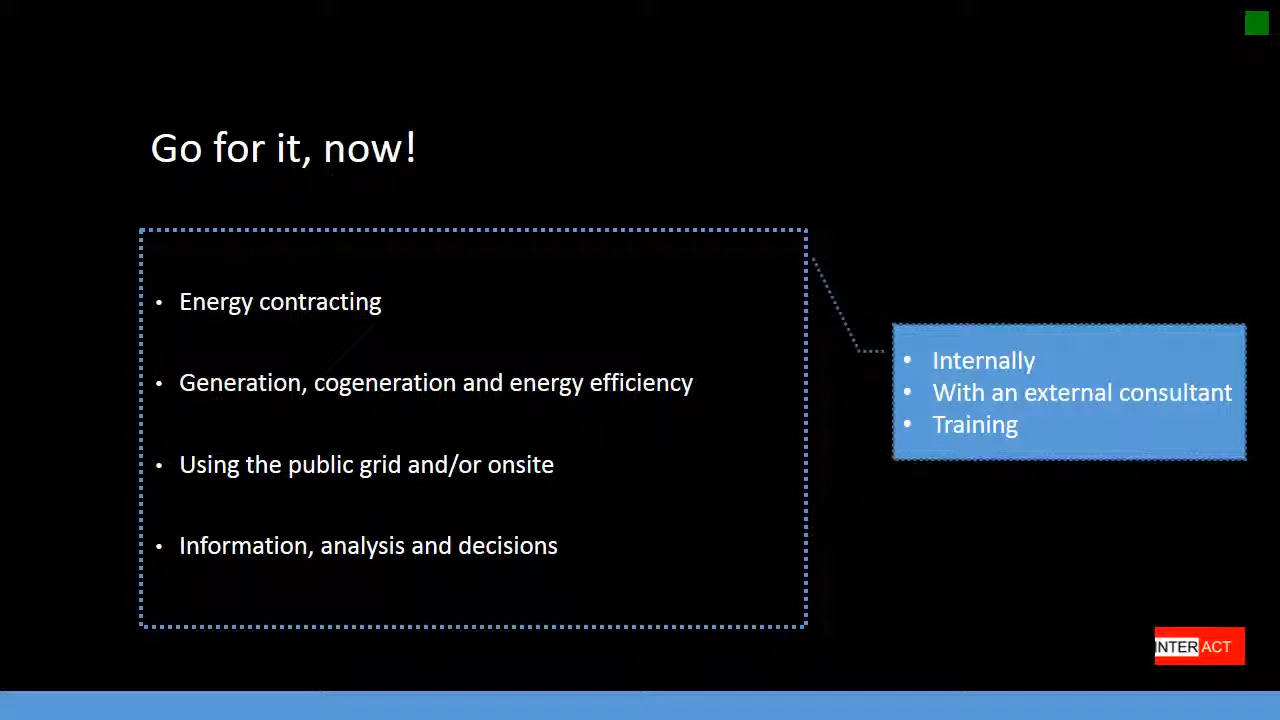 Go for it, now!
• Energy contracting
• Generation, cogeneration and energy efficiency
• Using the public grid and/or onsite
• Information, analysis and decisions
• Internally
• With an external consultant
• Training
INTERACT